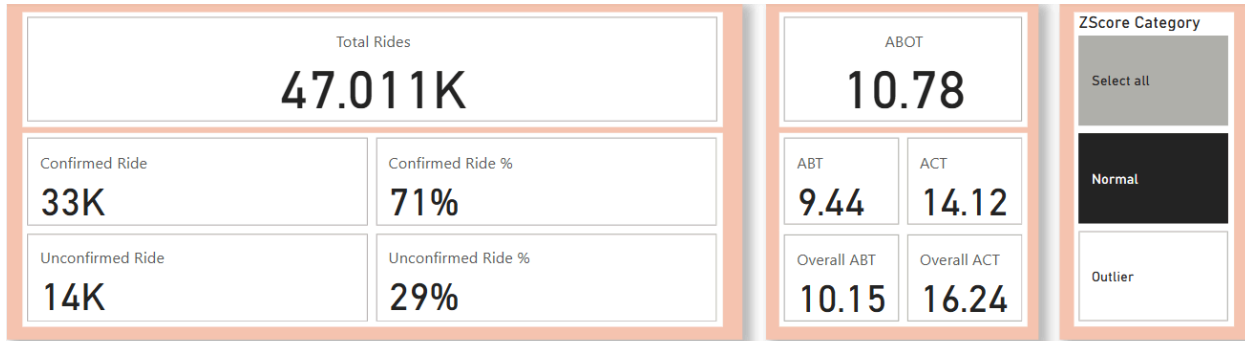 Total Rides
47.011K
Confirmed Ride
33K
Confirmed Ride %
71%
Unconfirmed Ride
14K
Unconfirmed Ride %
29%
ABOT
10.78
ABT
9.44
ACT
14.12
Overall ABT
10.15
Overall ACT
16.24
ZScore Category
Select all
Normal
Outlier